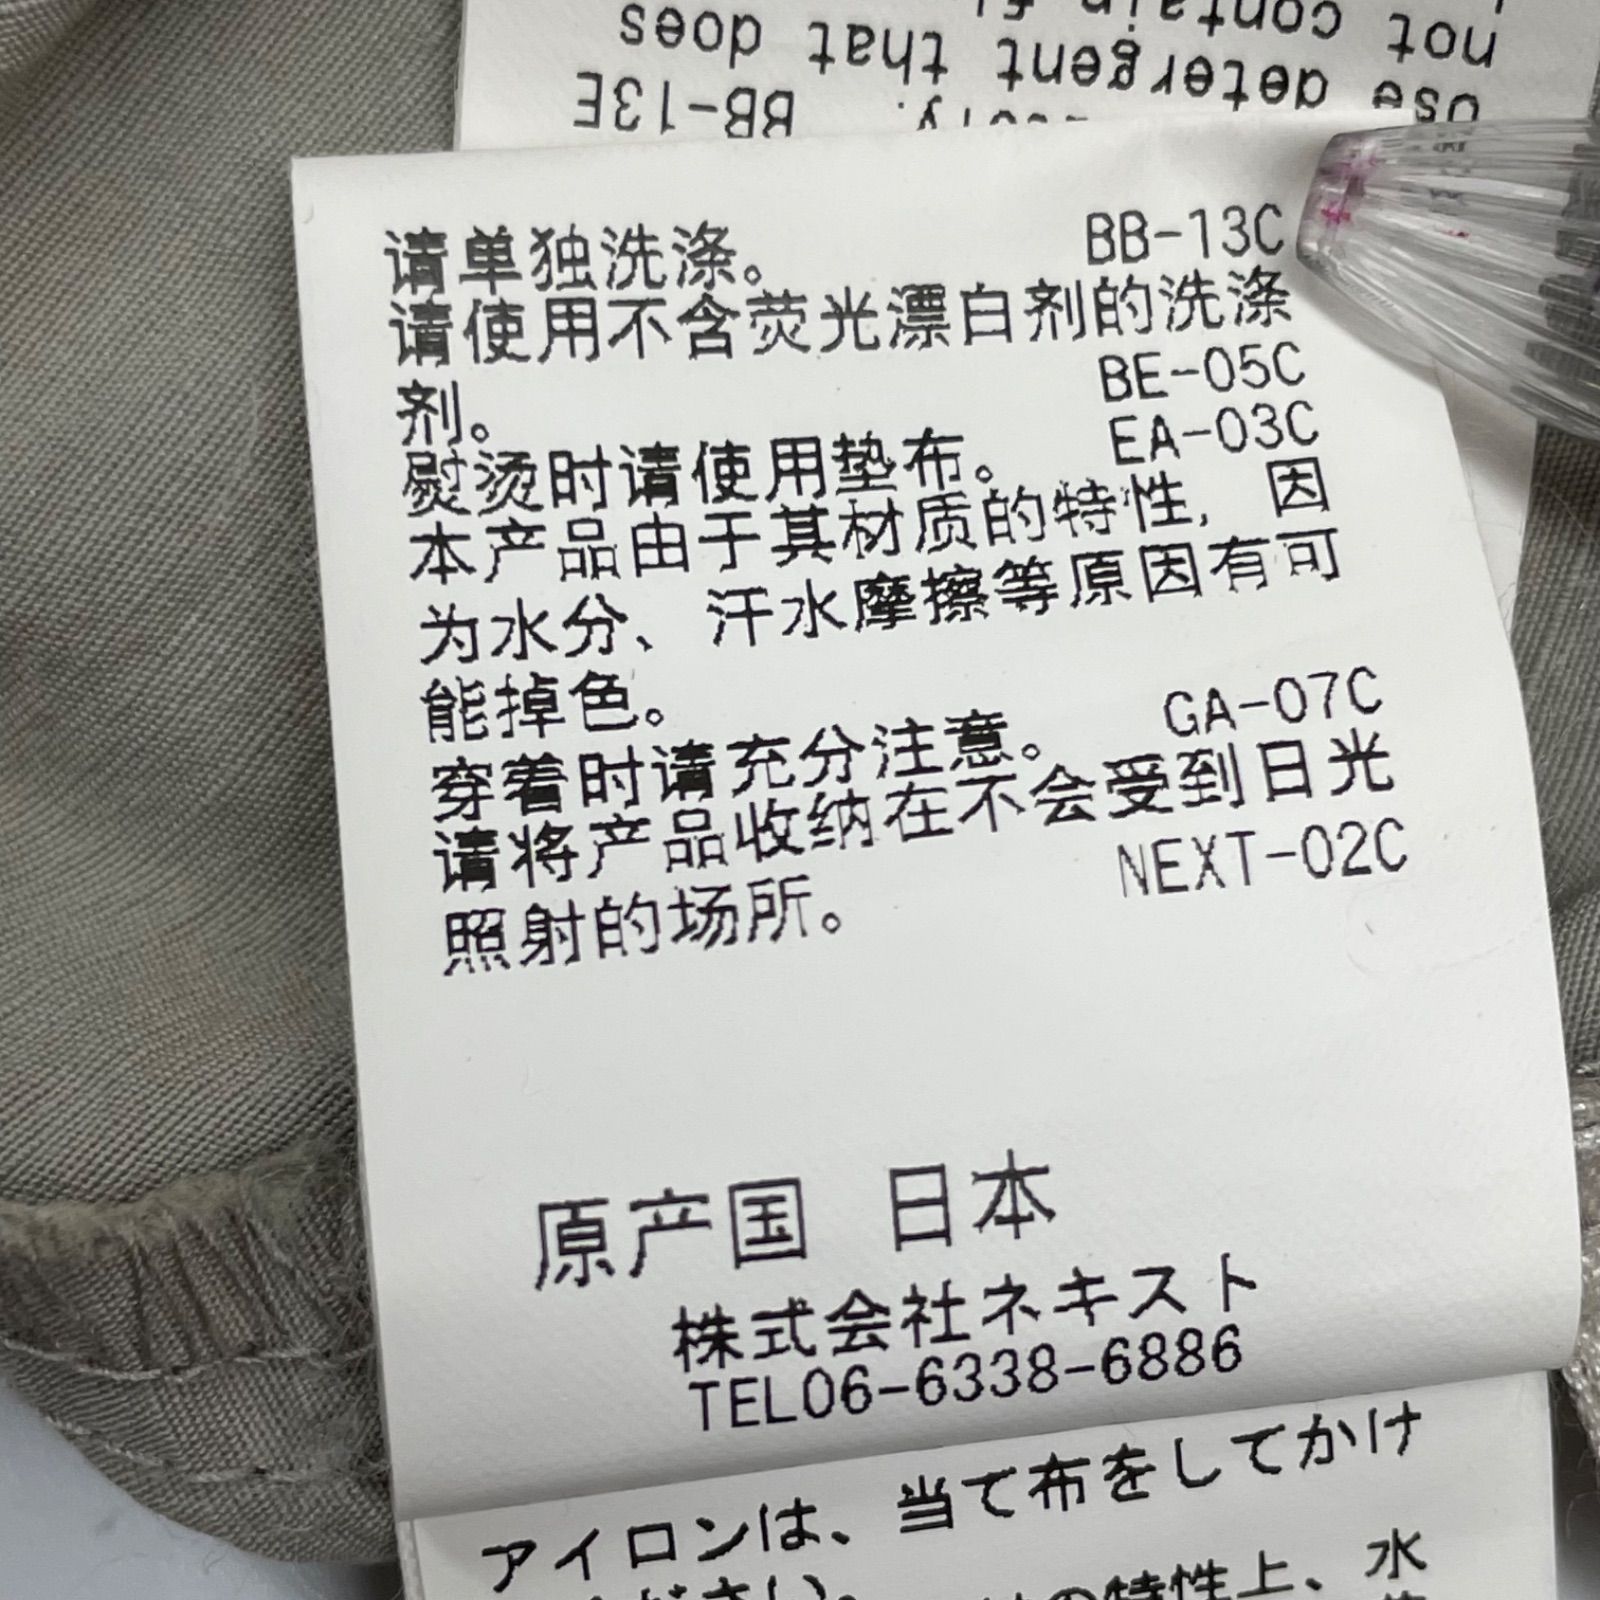 not contain
use detergent that does
BB-13E
请单独洗涤。 BB-13C
请使用不含荧光漂白剂的洗涤
剂。 BE-05C
熨烫时请使用垫布。 EA-03C
本产品由于其材质的特性，因
为水分、汗水摩擦等原因有可
能掉色。 GA-07C
穿着时请充分注意。
请将产品收纳在不会受到日光
照射的场所。 NEXT-02C
原产国 日本
株式会社ネキスト
TEL06-6338-6886
アイロンは、当て布をしてかけ
の特性上、水